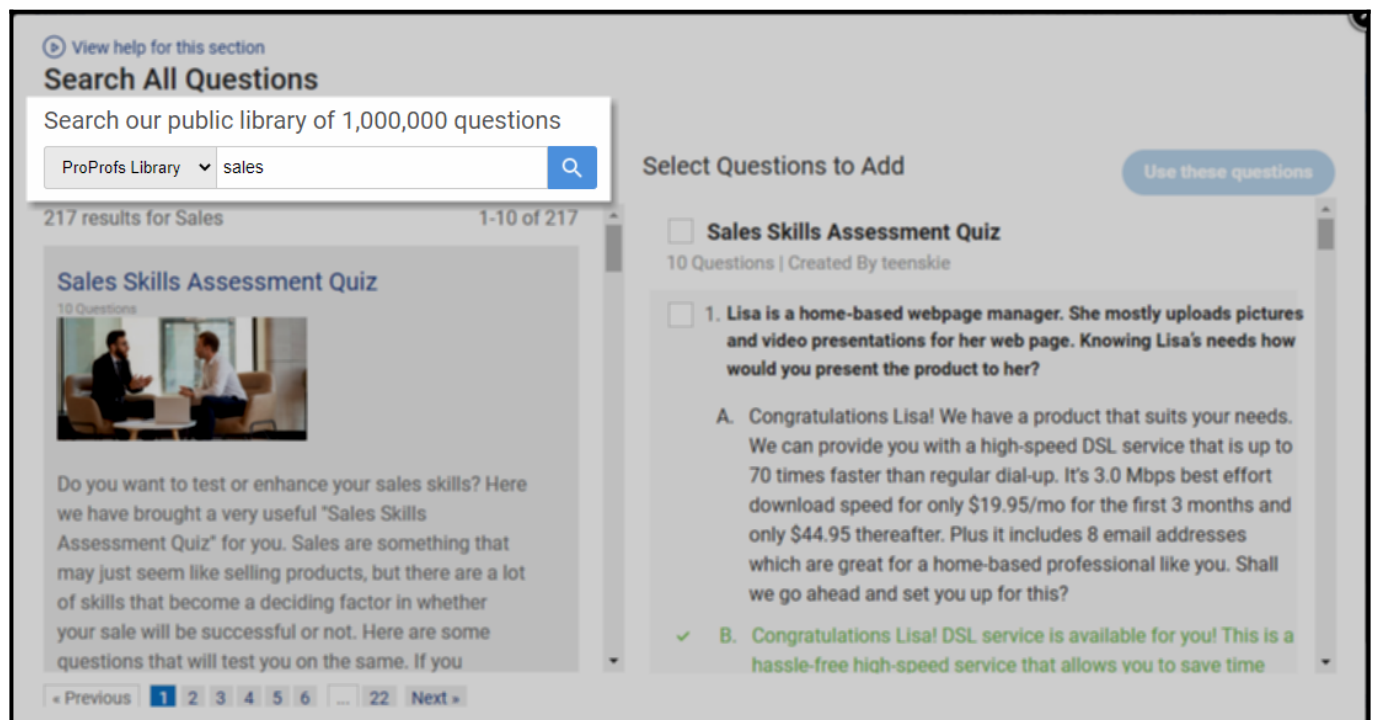 View help for this section
Search All Questions
Search our public library of 1,000,000 questions
ProProfs Library
sales
217 results for Sales
1-10 of 217
Sales Skills Assessment Quiz
10 Questions
Do you want to test or enhance your sales skills? Here
we have brought a very useful "Sales Skills
Assessment Quiz" for you. Sales are something that
may just seem like selling products, but there are a lot
of skills that become a deciding factor in whether
your sale will be successful or not. Here are some
questions that will test you on the same. If you
« Previous 1 2 3 4 5 6 ... 22 Next »
Select Questions to Add
Use these questions
Sales Skills Assessment Quiz
10 Questions | Created By teenskie
1. Lisa is a home-based webpage manager. She mostly uploads pictures
and video presentations for her web page. Knowing Lisa's needs how
would you present the product to her?
A. Congratulations Lisa! We have a product that suits your needs.
We can provide you with a high-speed DSL service that is up to
70 times faster than regular dial-up. It's 3.0 Mbps best effort
download speed for only $19.95/mo for the first 3 months and
only $44.95 thereafter. Plus it includes 8 email addresses
which are great for a home-based professional like you. Shall
we go ahead and set you up for this?
B. Congratulations Lisa! DSL service is available for you! This is a
hassle-free high-speed service that allows you to save time